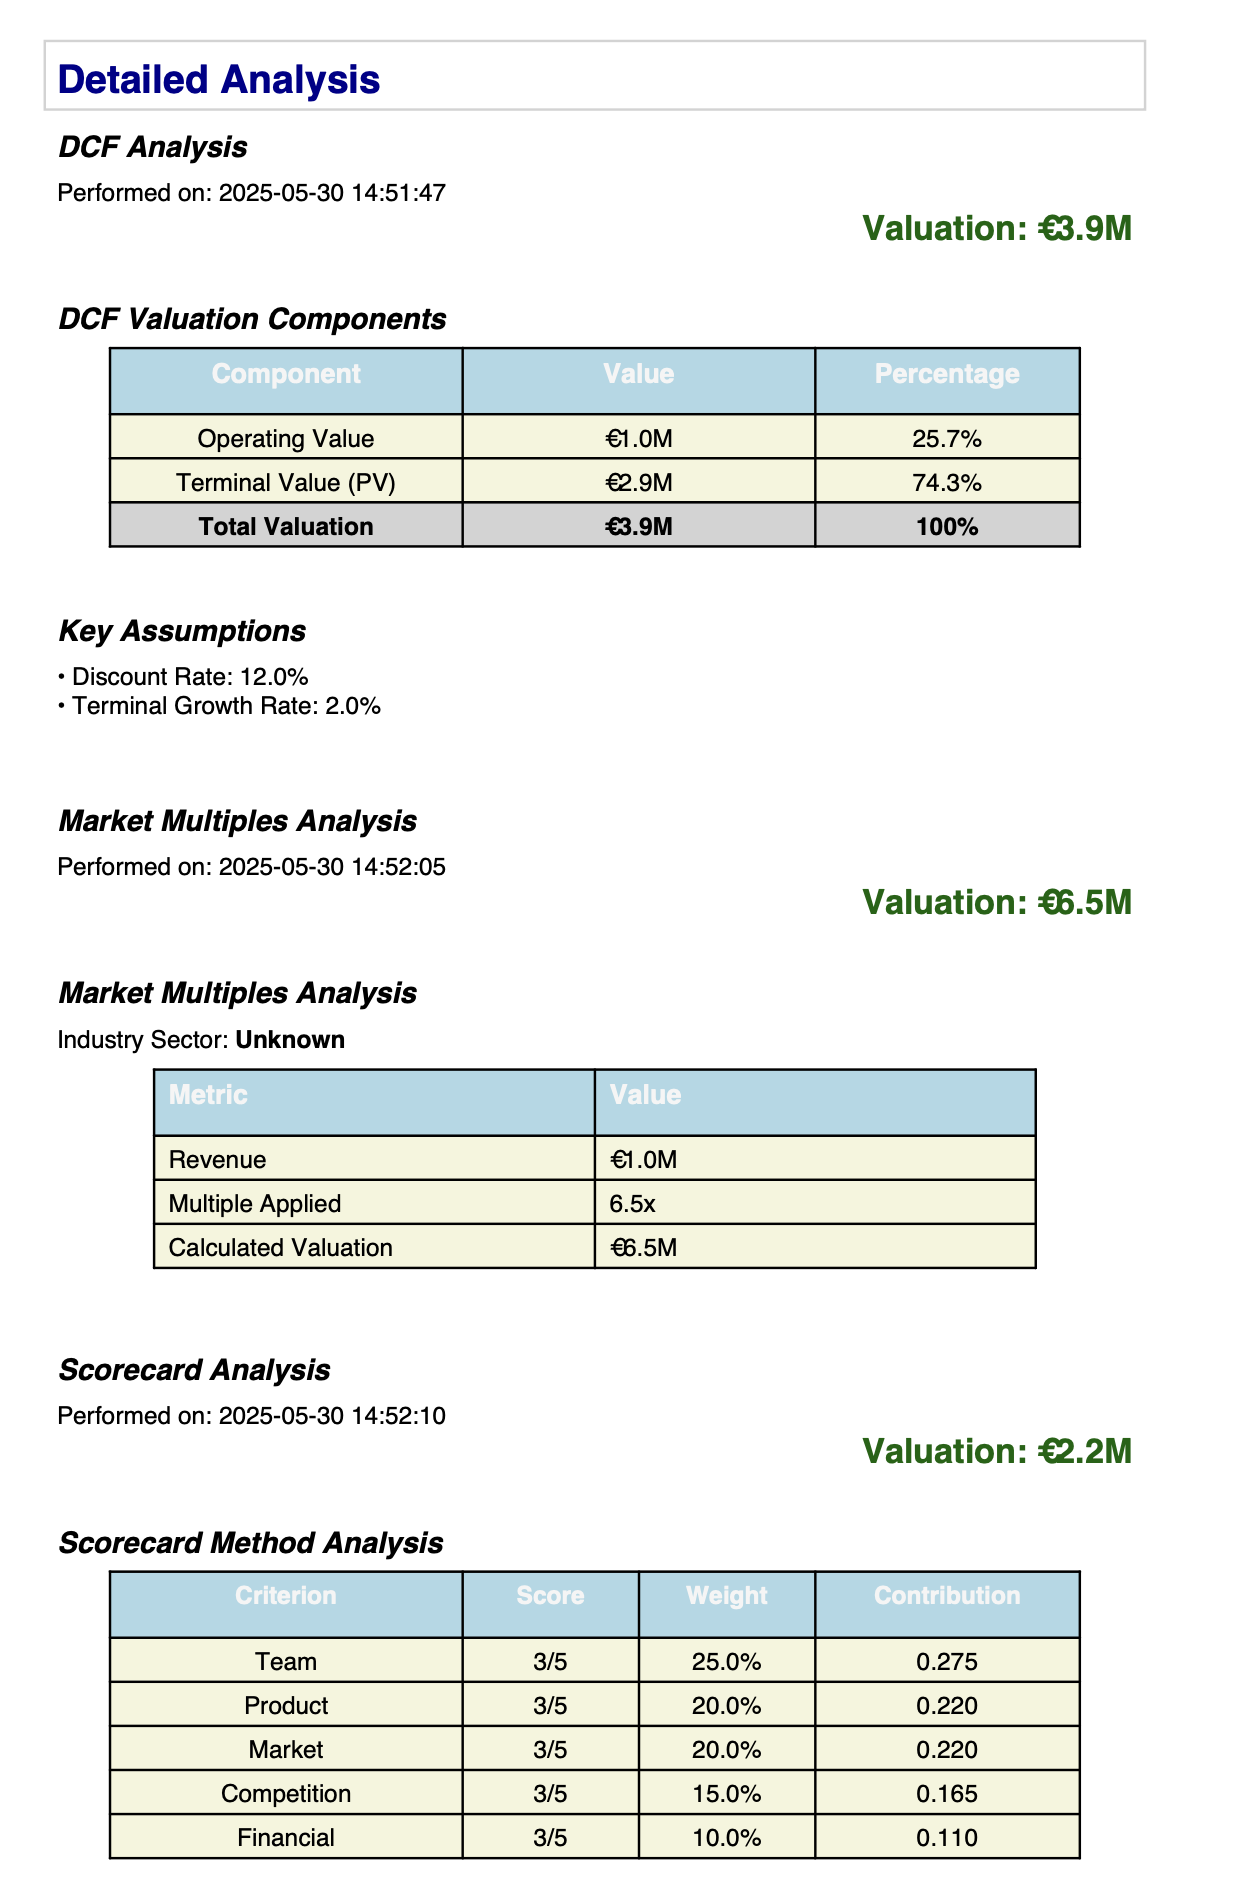 Detailed Analysis
DCF Analysis
Performed on: 2025-05-30 14:51:47
Valuation: €3.9M
DCF Valuation Components
Component Value Percentage
Operating Value €1.0M 25.7%
Terminal Value (PV) €2.9M 74.3%
Total Valuation €3.9M 100%
Key Assumptions
• Discount Rate: 12.0%
• Terminal Growth Rate: 2.0%
Market Multiples Analysis
Performed on: 2025-05-30 14:52:05
Valuation: €6.5M
Market Multiples Analysis
Industry Sector: Unknown
Metric Value
Revenue €1.0M
Multiple Applied 6.5x
Calculated Valuation €6.5M
Scorecard Analysis
Performed on: 2025-05-30 14:52:10
Valuation: €2.2M
Scorecard Method Analysis
Criterion Score Weight Contribution
Team 3/5 25.0% 0.275
Product 3/5 20.0% 0.220
Market 3/5 20.0% 0.220
Competition 3/5 15.0% 0.165
Financial 3/5 10.0% 0.110